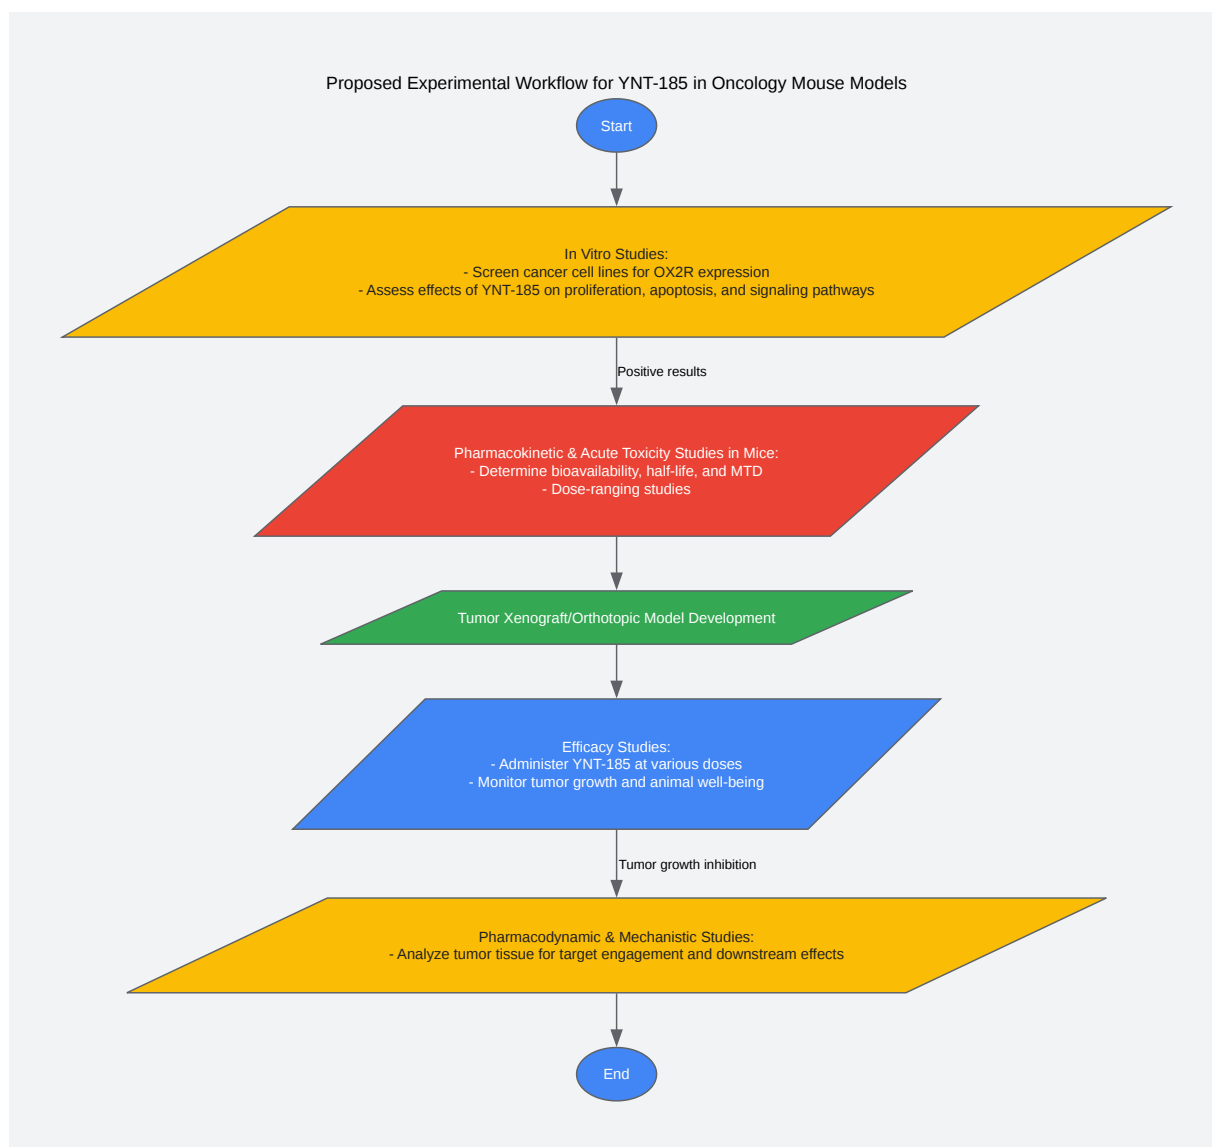 Proposed Experimental Workflow for YNT-185 in Oncology Mouse Models
Start
In Vitro Studies:
- Screen cancer cell lines for OX2R expression
- Assess effects of YNT-185 on proliferation, apoptosis, and signaling pathways
Positive results
Pharmacokinetic & Acute Toxicity Studies in Mice:
- Determine bioavailability, half-life, and MTD
- Dose-ranging studies
Tumor Xenograft/Orthotopic Model Development
Efficacy Studies:
- Administer YNT-185 at various doses
- Monitor tumor growth and animal well-being
Tumor growth inhibition
Pharmacodynamic & Mechanistic Studies:
- Analyze tumor tissue for target engagement and downstream effects
End